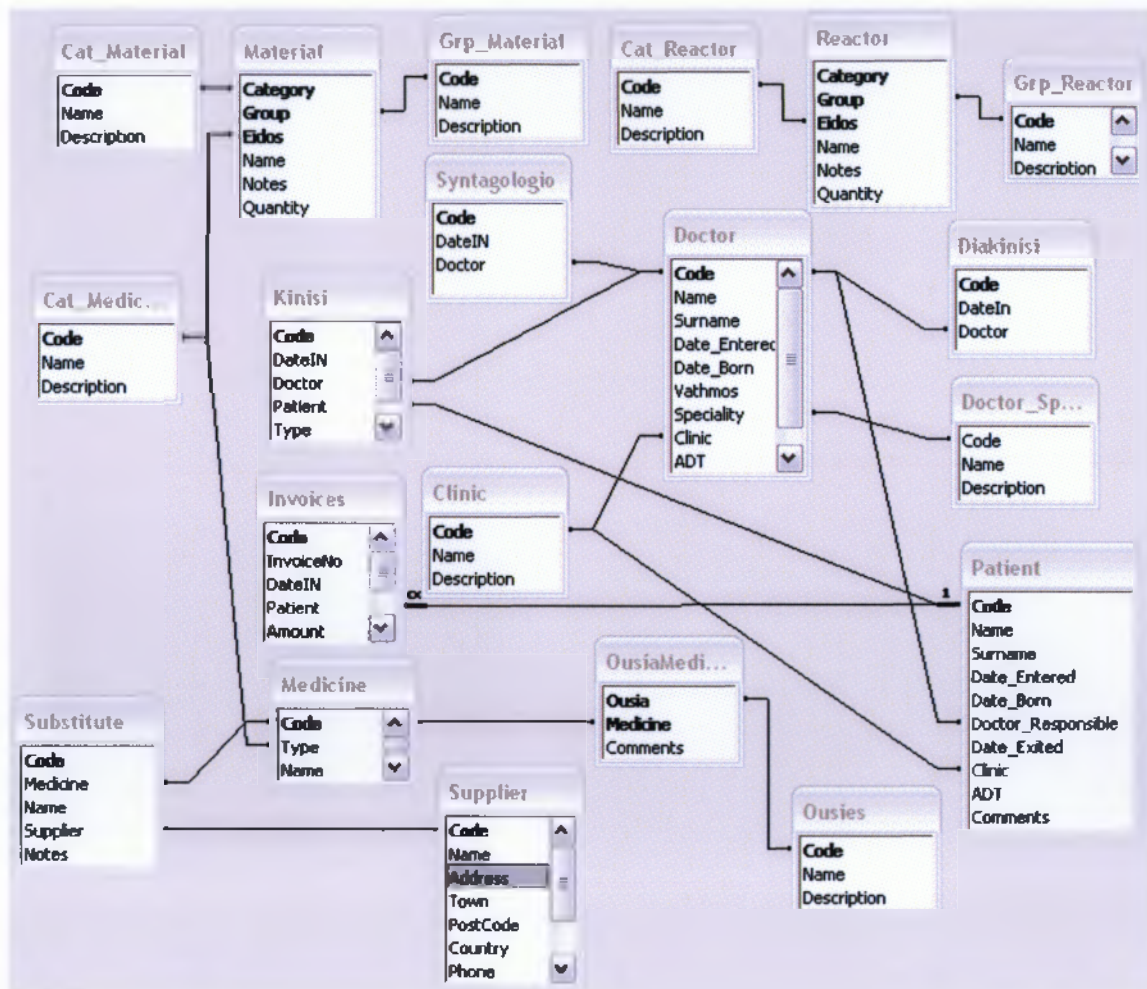 Cat_Material
Code
Name
Description
Material
Category
Group
Eidos
Name
Notes
Quantity
Grp_Material
Code
Name
Description
Cat_Reactor
Code
Name
Description
Reactor
Category
Group
Eidos
Name
Notes
Quantity
Grp_Reactor
Code
Name
Description
Syntagologio
Code
DateIN
Doctor
Doctor
Code
Name
Surname
Date_Entered
Date_Born
Vathmos
Speciality
Clinic
ADT
Diakinisi
Code
DateIn
Doctor
Cat_Medic...
Code
Name
Description
Kinisi
Code
DateIN
Doctor
Patient
Type
Doctor_Sp...
Code
Name
Description
Invoices
Code
InvoiceNo
DateIN
Patient
Amount
Clinic
Code
Name
Description
∞
1
Patient
Code
Name
Surname
Date_Entered
Date_Born
Doctor_Responsible
Date_Exited
Clinic
ADT
Comments
Substitute
Code
Medicine
Name
Supplier
Notes
Medicine
Code
Type
Name
OusiaMedi...
Ousia
Medicine
Comments
Supplier
Code
Name
Address
Town
PostCode
Country
Phone
Ousies
Code
Name
Description